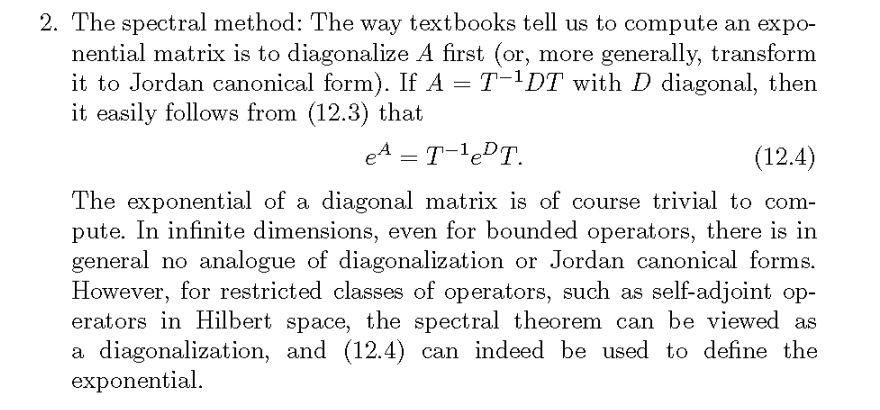 2. The spectral method: The way textbooks tell us to compute an expo-
nential matrix is to diagonalize A first (or, more generally, transform
it to Jordan canonical form). If A = T⁻¹DT with D diagonal, then
it easily follows from (12.3) that
eᴬ = T⁻¹eᴰT. (12.4)
The exponential of a diagonal matrix is of course trivial to com-
pute. In infinite dimensions, even for bounded operators, there is in
general no analogue of diagonalization or Jordan canonical forms.
However, for restricted classes of operators, such as self-adjoint op-
erators in Hilbert space, the spectral theorem can be viewed as
a diagonalization, and (12.4) can indeed be used to define the
exponential.